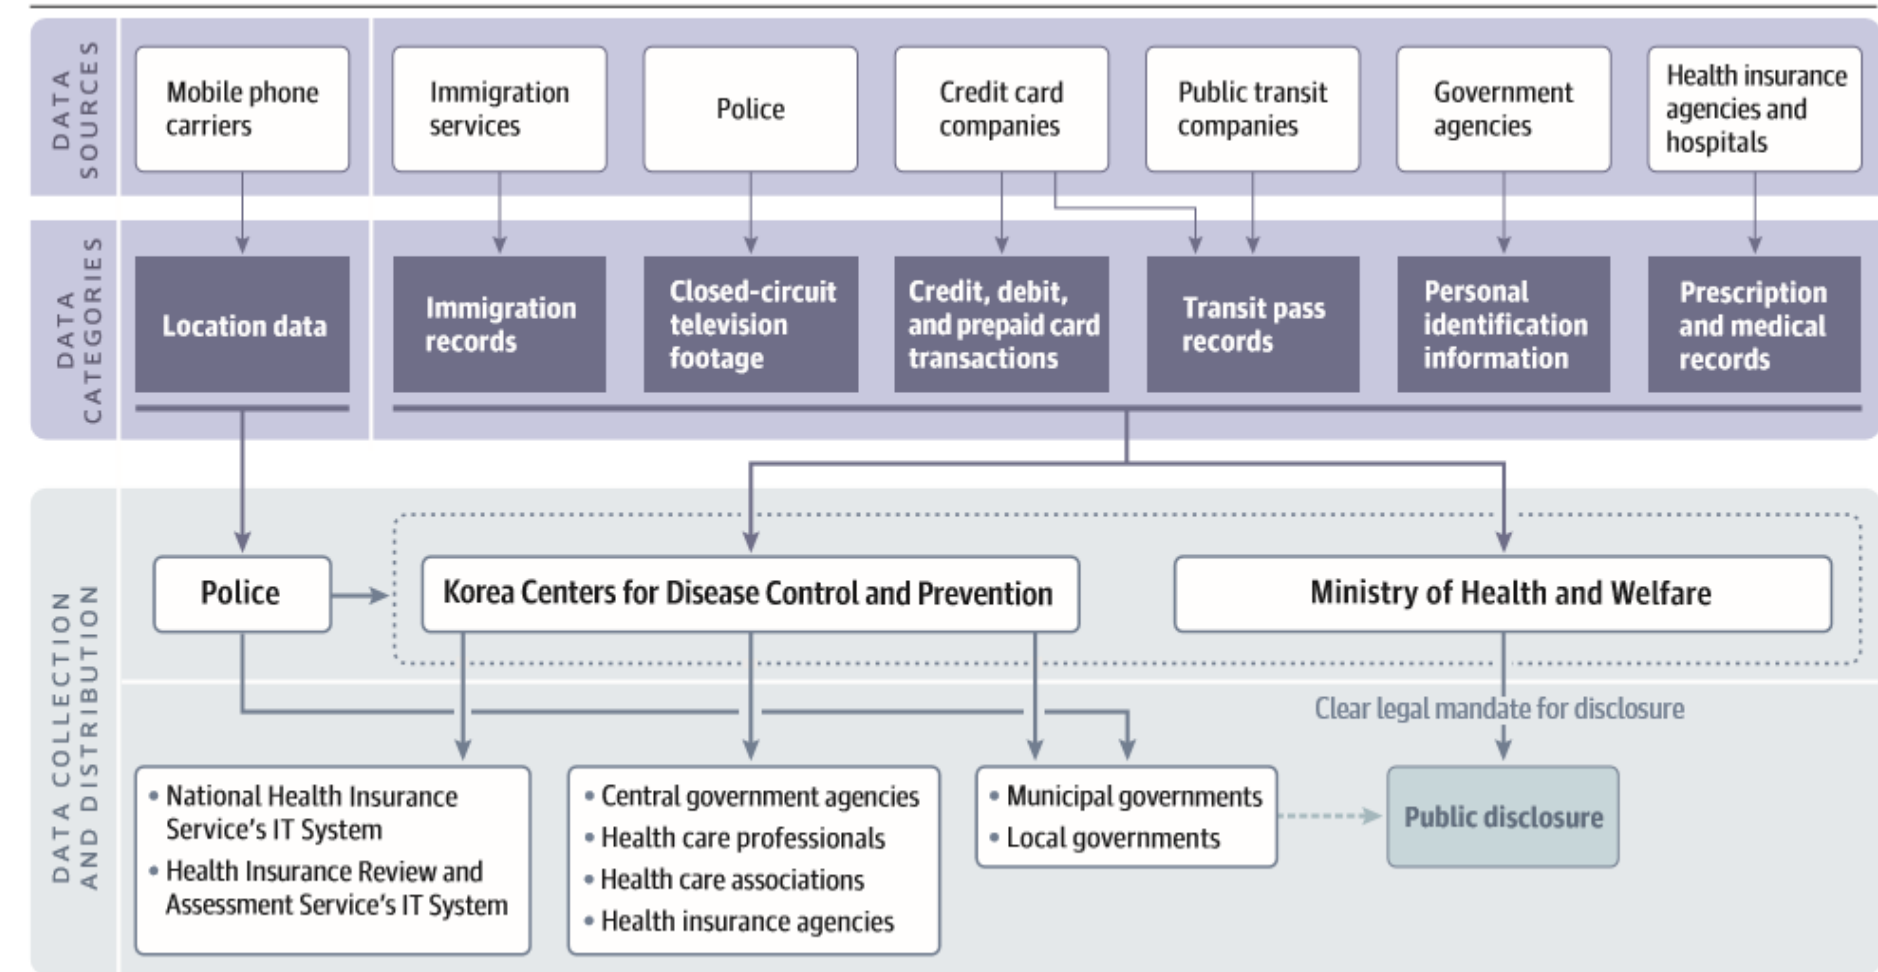 DATA
SOURCES
Mobile phone
carriers
Immigration
services
Police
Credit card
companies
Public transit
companies
Government
agencies
Health insurance
agencies and
hospitals
DATA
CATEGORIES
Location data
Immigration
records
Closed-circuit
television
footage
Credit, debit,
and prepaid card
transactions
Transit pass
records
Personal
identification
information
Prescription
and medical
records
DATA COLLECTION
AND DISTRIBUTION
Police
Korea Centers for Disease Control and Prevention
Ministry of Health and Welfare
Clear legal mandate for disclosure
• National Health Insurance
Service's IT System
• Health Insurance Review and
Assessment Service's IT System
• Central government agencies
• Health care professionals
• Health care associations
• Health insurance agencies
• Municipal governments
• Local governments
Public disclosure